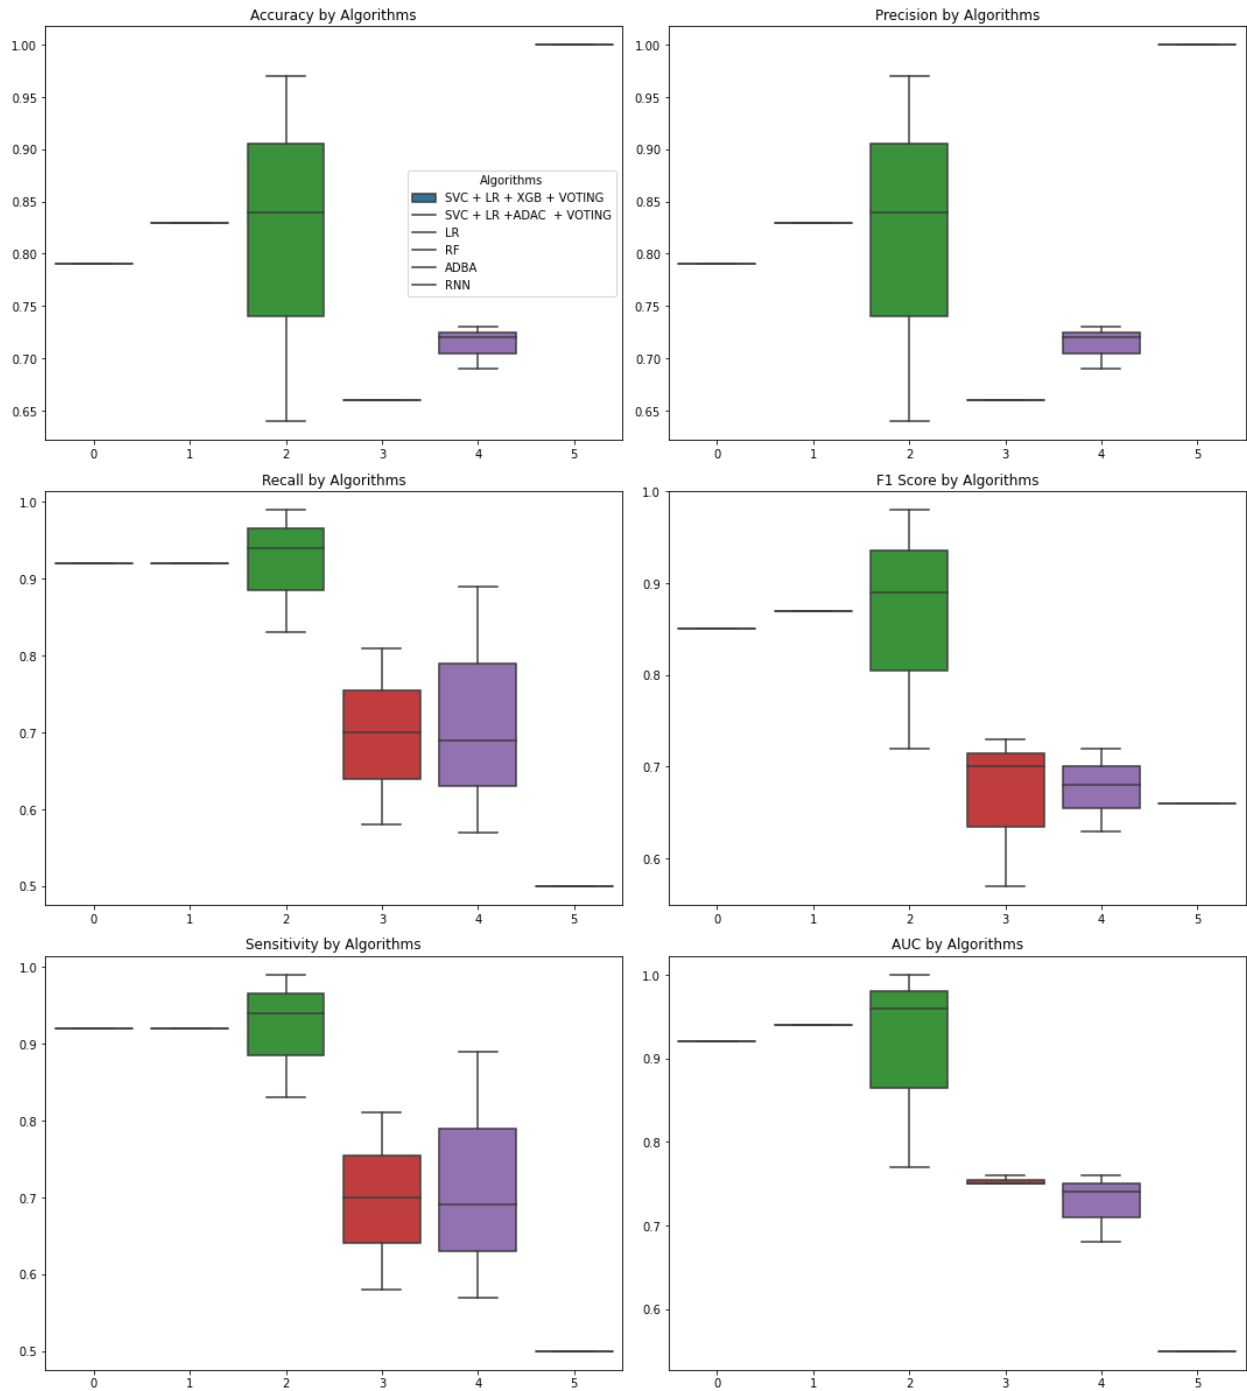 Accuracy by Algorithms
1.00
0.95
0.90
0.85
0.80
0.75
0.70
0.65
0 1 2 3 4 5
Algorithms
SVC + LR + XGB + VOTING
SVC + LR +ADAC  + VOTING
LR
RF
ADBA
RNN
Precision by Algorithms
1.00
0.95
0.90
0.85
0.80
0.75
0.70
0.65
0 1 2 3 4 5
Recall by Algorithms
1.0
0.9
0.8
0.7
0.6
0.5
0 1 2 3 4 5
F1 Score by Algorithms
1.0
0.9
0.8
0.7
0.6
0 1 2 3 4 5
Sensitivity by Algorithms
1.0
0.9
0.8
0.7
0.6
0.5
0 1 2 3 4 5
AUC by Algorithms
1.0
0.9
0.8
0.7
0.6
0 1 2 3 4 5